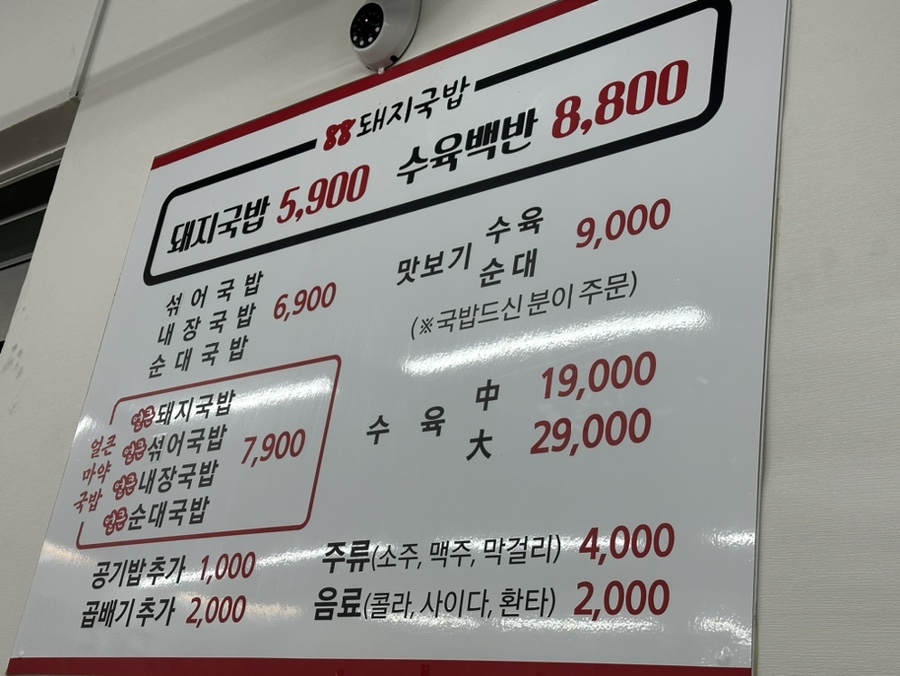 88돼지국밥
돼지국밥 5,900 수육백반 8,800
섞어국밥
내장국밥 6,900
순대국밥
맛보기 수육 9,000
순대
(※국밥드신 분이 주문)
얼큰
마약
국밥
얼큰돼지국밥
얼큰섞어국밥 7,900
얼큰내장국밥
얼큰순대국밥
수육 中 19,000
大 29,000
공기밥 추가 1,000
곱배기 추가 2,000
주류(소주, 맥주, 막걸리) 4,000
음료(콜라, 사이다, 환타) 2,000